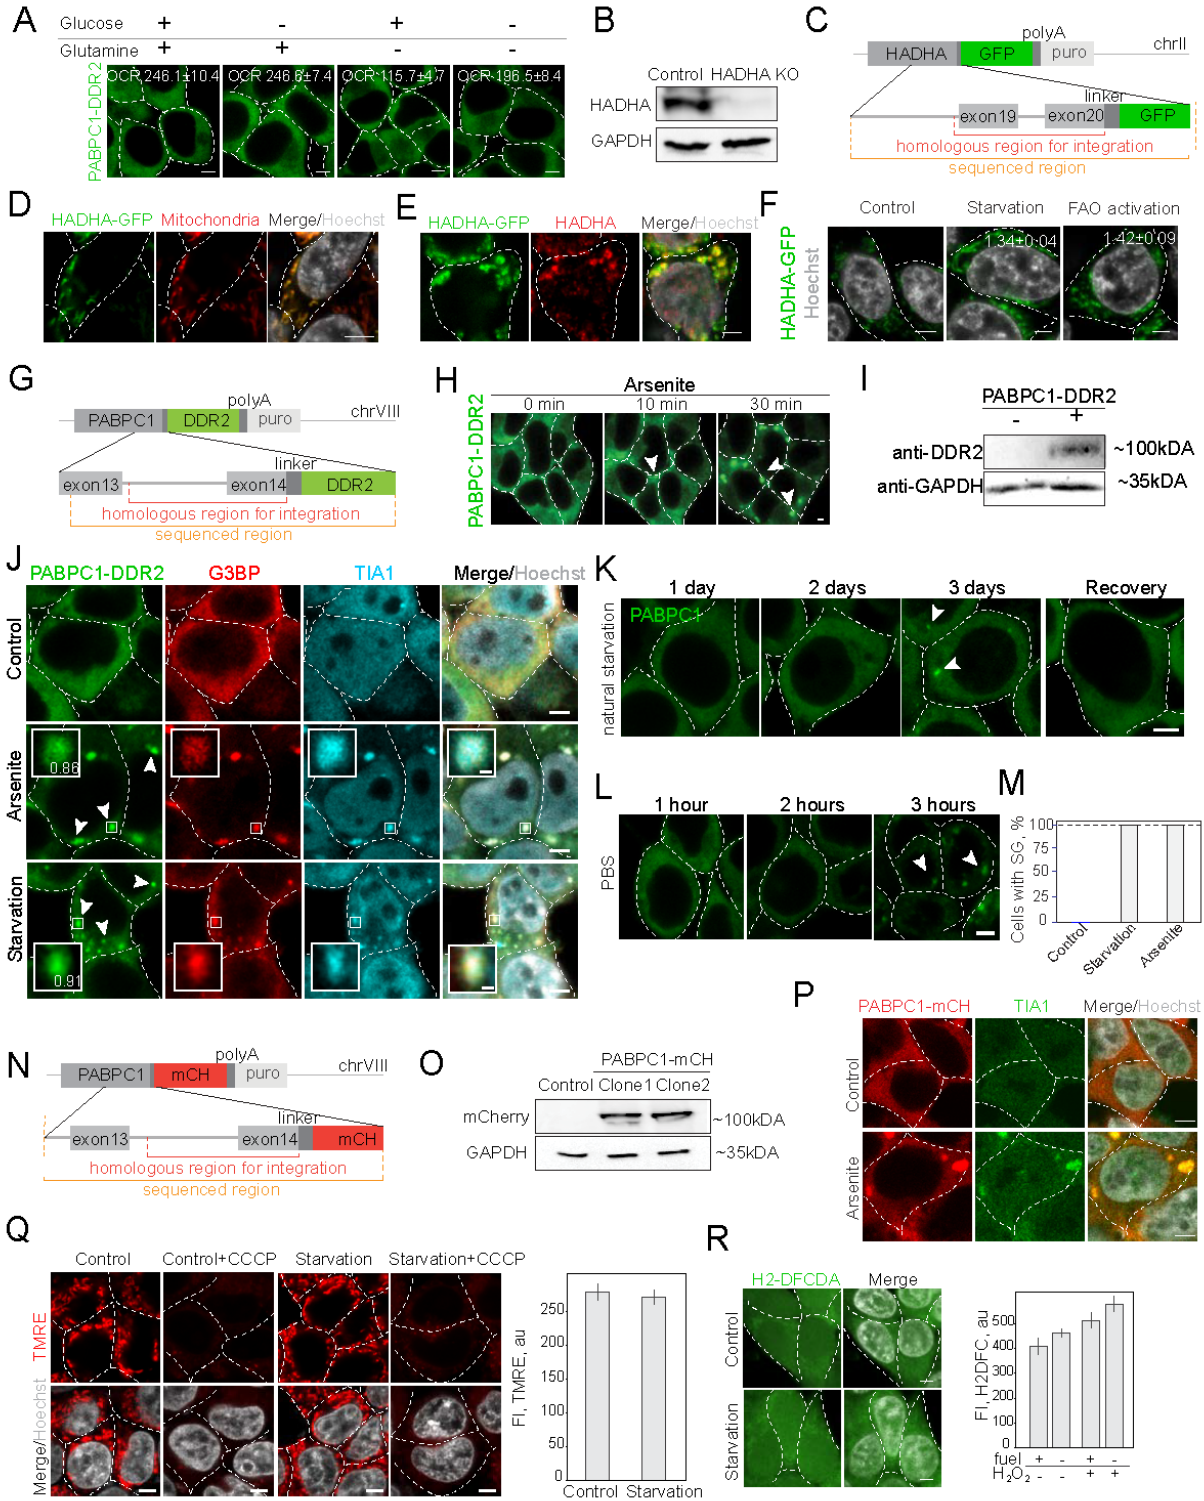 A
Glucose + - + -
Glutamine + + - -
PABPC1-DDR2
OCR 246.1±10.4
OCR 246.6±7.4
OCR 115.7±4.7
OCR 196.5±8.4
B
Control HADHA KO
HADHA
GAPDH
C
polyA
HADHA GFP puro
chrII
linker
exon19 exon20 GFP
homologous region for integration
sequenced region
D
HADHA-GFP Mitochondria Merge/Hoechst
E
HADHA-GFP HADHA Merge/Hoechst
F
Control Starvation FAO activation
1.34±0.04
1.42±0.09
HADHA-GFP
Hoechst
G
polyA
PABPC1 DDR2 puro
chrVIII
linker
exon13 exon14 DDR2
homologous region for integration
sequenced region
H
Arsenite
0 min 10 min 30 min
PABPC1-DDR2
I
PABPC1-DDR2
- +
anti-DDR2 ~100kDA
anti-GAPDH ~35kDA
J
PABPC1-DDR2 G3BP TIA1 Merge/Hoechst
Control
Arsenite
0.86
Starvation
0.91
K
1 day 2 days 3 days Recovery
PABPC1
natural starvation
L
1 hour 2 hours 3 hours
PBS
M
Cells with SG, %
100
75
50
25
0
Control Starvation Arsenite
N
polyA
PABPC1 mCH puro
chrVIII
linker
exon13 exon14 mCH
homologous region for integration
sequenced region
O
PABPC1-mCH
Control Clone1 Clone2
mCherry ~100kDA
GAPDH ~35kDA
P
PABPC1-mCH TIA1 Merge/Hoechst
Control
Arsenite
Q
Control Control+CCCP Starvation Starvation+CCCP
TMRE
Merge/Hoechst
FI, TMRE, au
250
200
150
100
50
0
Control Starvation
R
H2-DFCDA Merge
Control
Starvation
FI, H2DFC, au
500
400
300
200
100
0
fuel + - + -
H₂O₂ - - + +